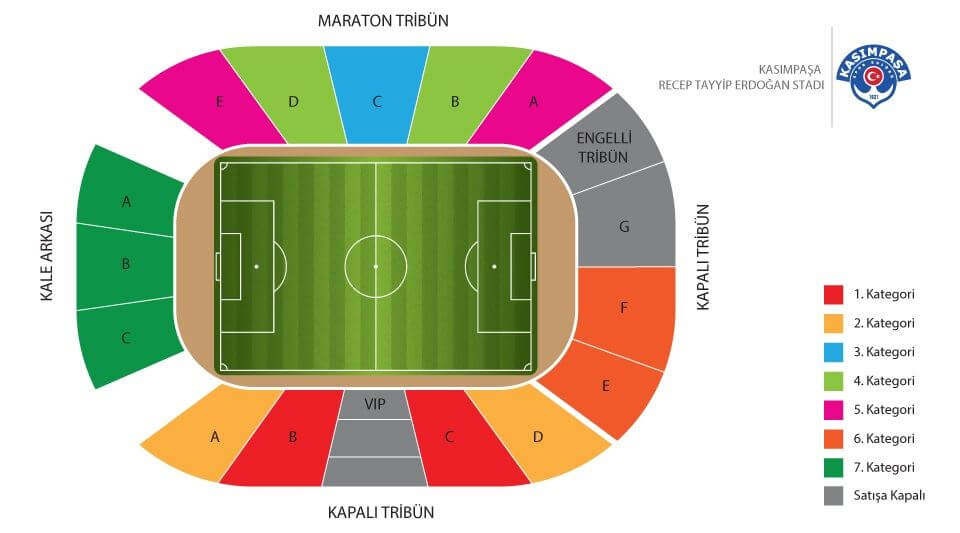 MARATON TRİBÜN
KASIMPAŞA
RECEP TAYYİP ERDOĞAN STADI
KASIMPAŞA
SPOR KULÜBÜ
1921
E
D
C
B
A
ENGELLİ
TRİBÜN
G
F
E
KAPALI TRİBÜN
KALE ARKASI
A
B
C
A
B
VIP
C
D
KAPALI TRİBÜN
1. Kategori
2. Kategori
3. Kategori
4. Kategori
5. Kategori
6. Kategori
7. Kategori
Satışa Kapalı